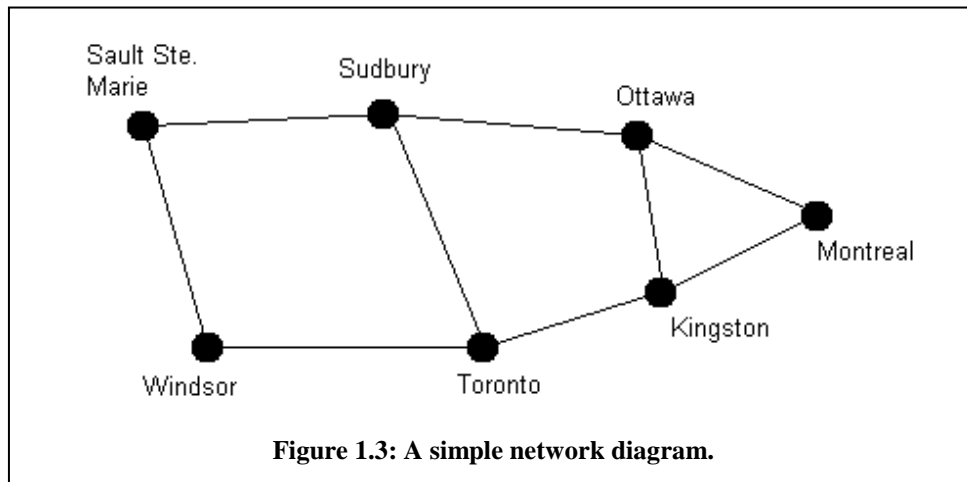 Sault Ste.
Marie
Sudbury
Ottawa
Montreal
Kingston
Windsor
Toronto
Figure 1.3: A simple network diagram.